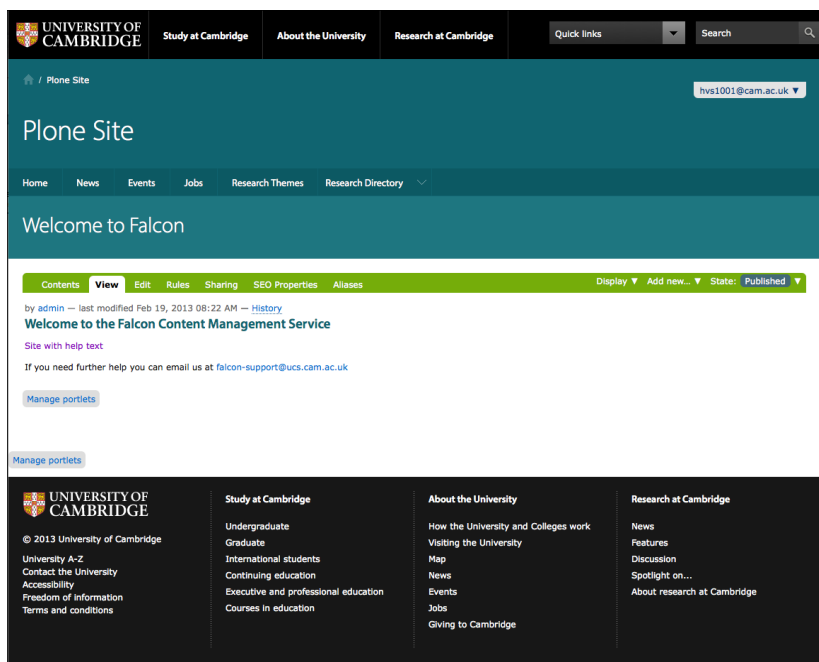 UNIVERSITY OF
CAMBRIDGE
Study at Cambridge
About the University
Research at Cambridge
Quick links
Search
/ Plone Site
hvs1001@cam.ac.uk ▼
Plone Site
Home News Events Jobs Research Themes Research Directory
Welcome to Falcon
Contents View Edit Rules Sharing SEO Properties Aliases Display ▼ Add new... ▼ State: Published ▼
by admin — last modified Feb 19, 2013 08:22 AM — History
Welcome to the Falcon Content Management Service
Site with help text
If you need further help you can email us at falcon-support@ucs.cam.ac.uk
Manage portlets
Manage portlets
UNIVERSITY OF
CAMBRIDGE
© 2013 University of Cambridge
University A-Z
Contact the University
Accessibility
Freedom of information
Terms and conditions
Study at Cambridge
Undergraduate
Graduate
International students
Continuing education
Executive and professional education
Courses in education
About the University
How the University and Colleges work
Visiting the University
Map
News
Events
Jobs
Giving to Cambridge
Research at Cambridge
News
Features
Discussion
Spotlight on...
About research at Cambridge